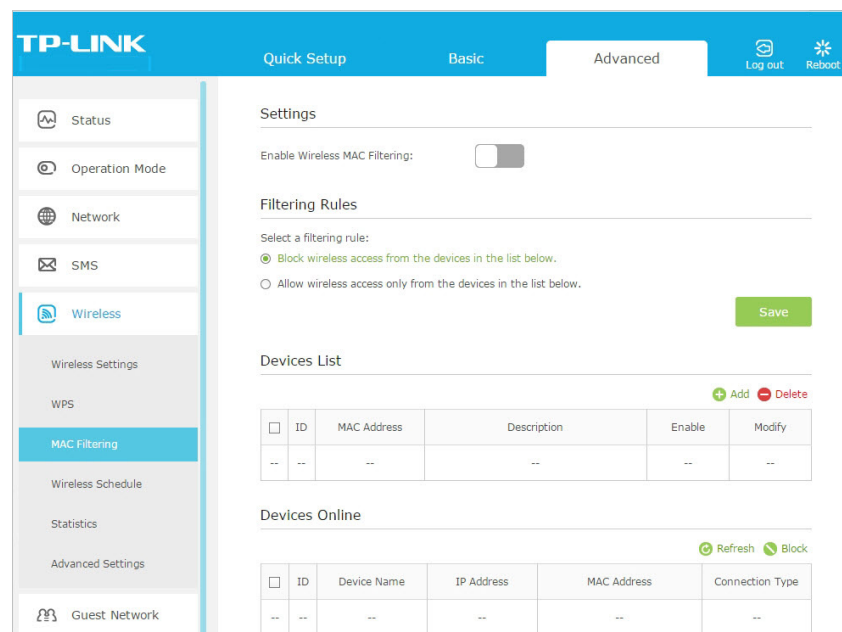 TP-LINK
Quick Setup Basic Advanced Log out Reboot
Status
Operation Mode
Network
SMS
Wireless
Wireless Settings
WPS
MAC Filtering
Wireless Schedule
Statistics
Advanced Settings
Guest Network
Settings
Enable Wireless MAC Filtering:
Filtering Rules
Select a filtering rule:
Block wireless access from the devices in the list below.
Allow wireless access only from the devices in the list below.
Save
Devices List
Add Delete
ID MAC Address Description Enable Modify
-- -- -- -- -- --
Devices Online
Refresh Block
ID Device Name IP Address MAC Address Connection Type
-- -- -- -- -- --